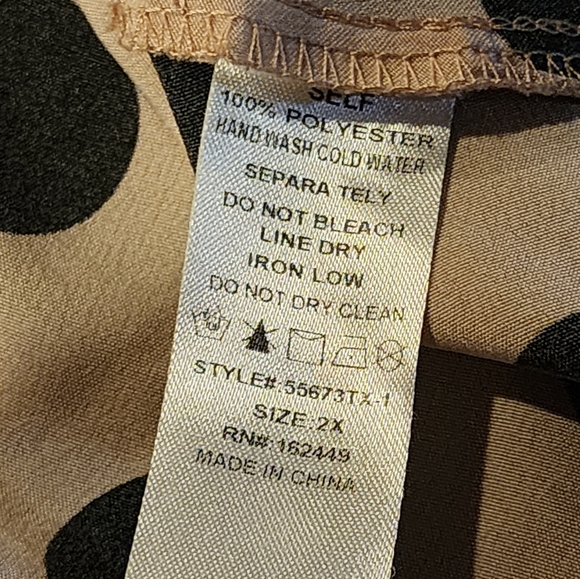 SELF
100% POLYESTER
HAND WASH COLD WATER
SEPARA TELY
DO NOT BLEACH
LINE DRY
IRON LOW
DO NOT DRY CLEAN
STYLE#:55673TX-1
SIZE:2X
RN#:162449
MADE IN CHINA